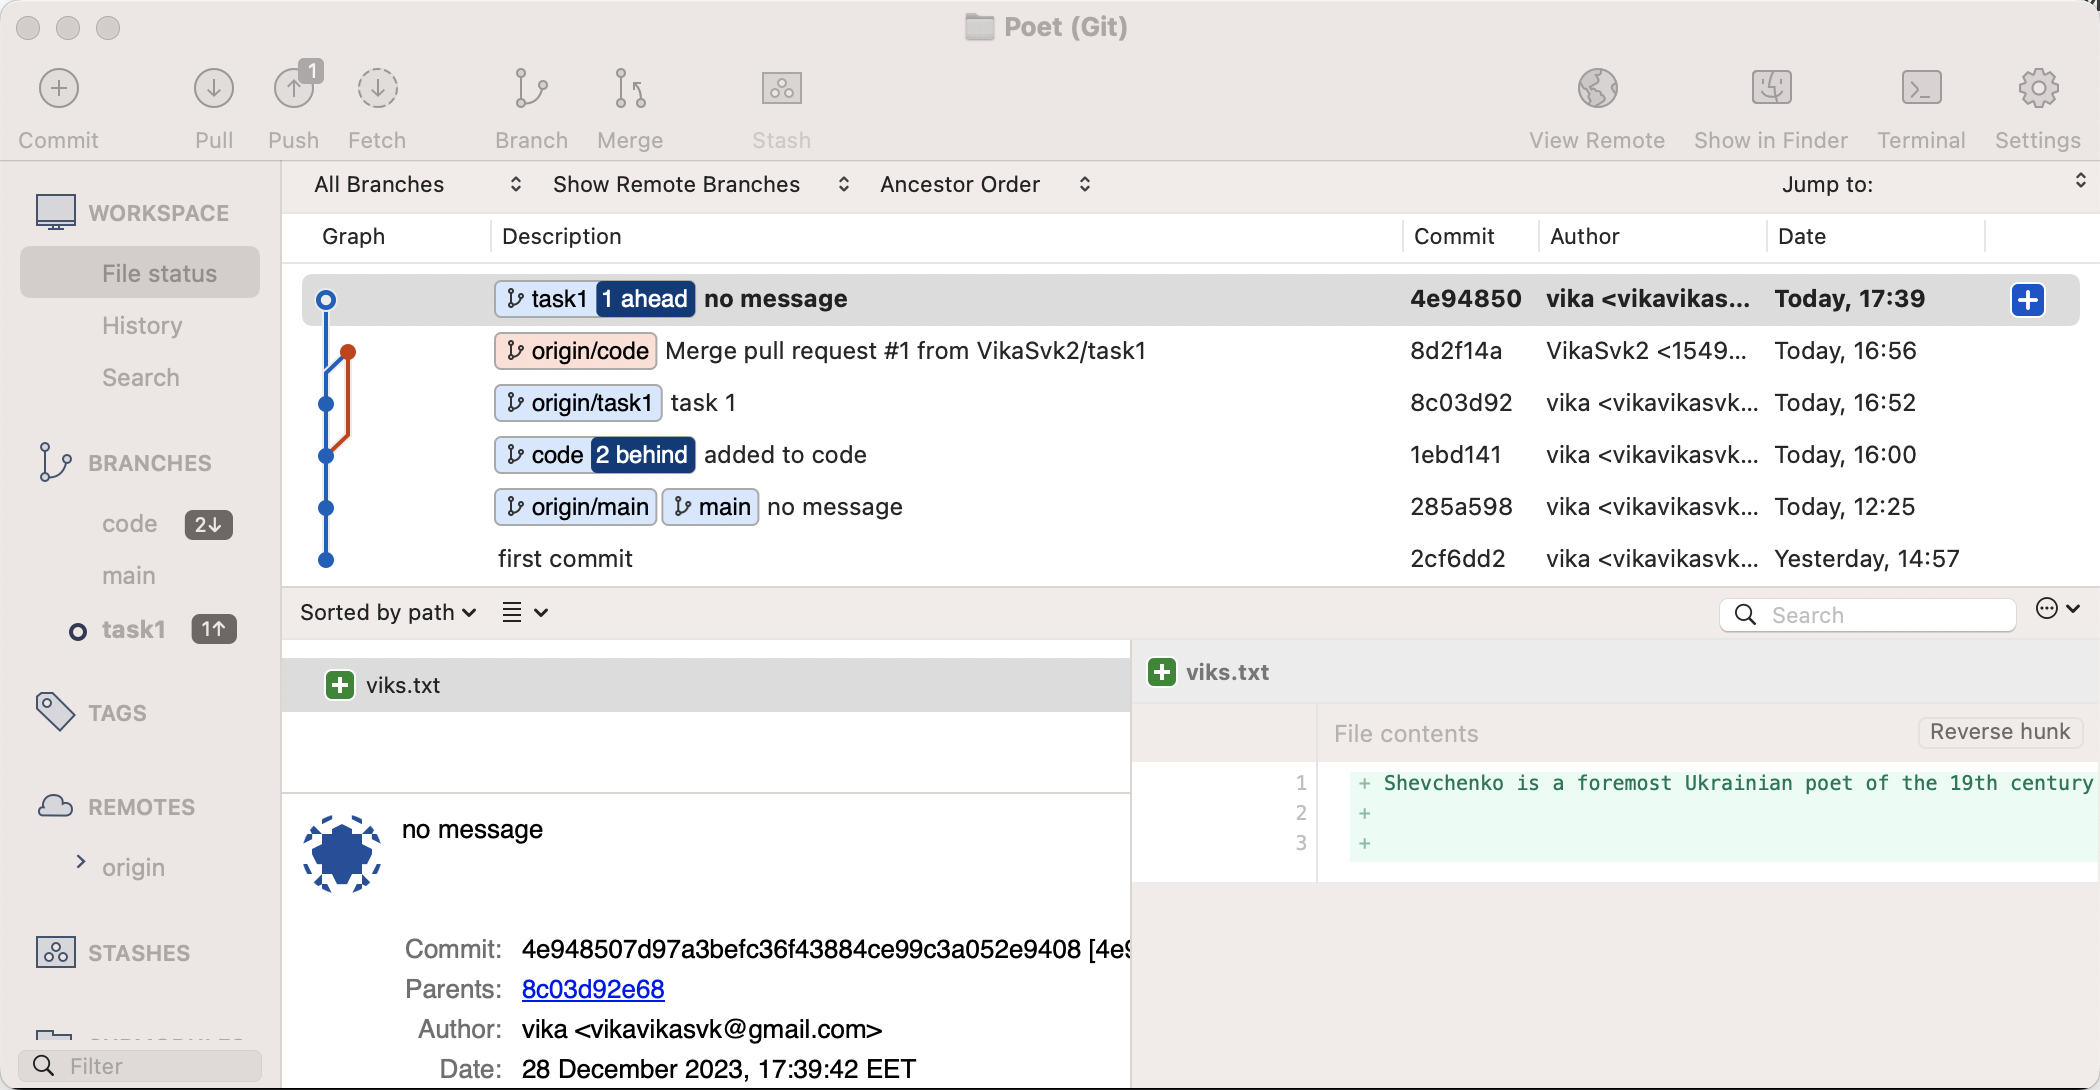 Poet (Git)
1
Commit Pull Push Fetch Branch Merge Stash View Remote Show in Finder Terminal Settings
All Branches Show Remote Branches Ancestor Order Jump to:
WORKSPACE
File status
History
Search
BRANCHES
code 2↓
main
task1 1↑
TAGS
REMOTES
origin
STASHES
Filter
Graph Description Commit Author Date
task1 1 ahead no message 4e94850 vika <vikavikas... Today, 17:39
origin/code Merge pull request #1 from VikaSvk2/task1 8d2f14a VikaSvk2 <1549... Today, 16:56
origin/task1 task 1 8c03d92 vika <vikavikasvk... Today, 16:52
code 2 behind added to code 1ebd141 vika <vikavikasvk... Today, 16:00
origin/main main no message 285a598 vika <vikavikasvk... Today, 12:25
first commit 2cf6dd2 vika <vikavikasvk... Yesterday, 14:57
Sorted by path Search
viks.txt
no message
Commit: 4e948507d97a3befc36f43884ce99c3a052e9408 [4e9
Parents: 8c03d92e68
Author: vika <vikavikasvk@gmail.com>
Date: 28 December 2023, 17:39:42 EET
viks.txt
File contents Reverse hunk
1 + Shevchenko is a foremost Ukrainian poet of the 19th century
2 +
3 +